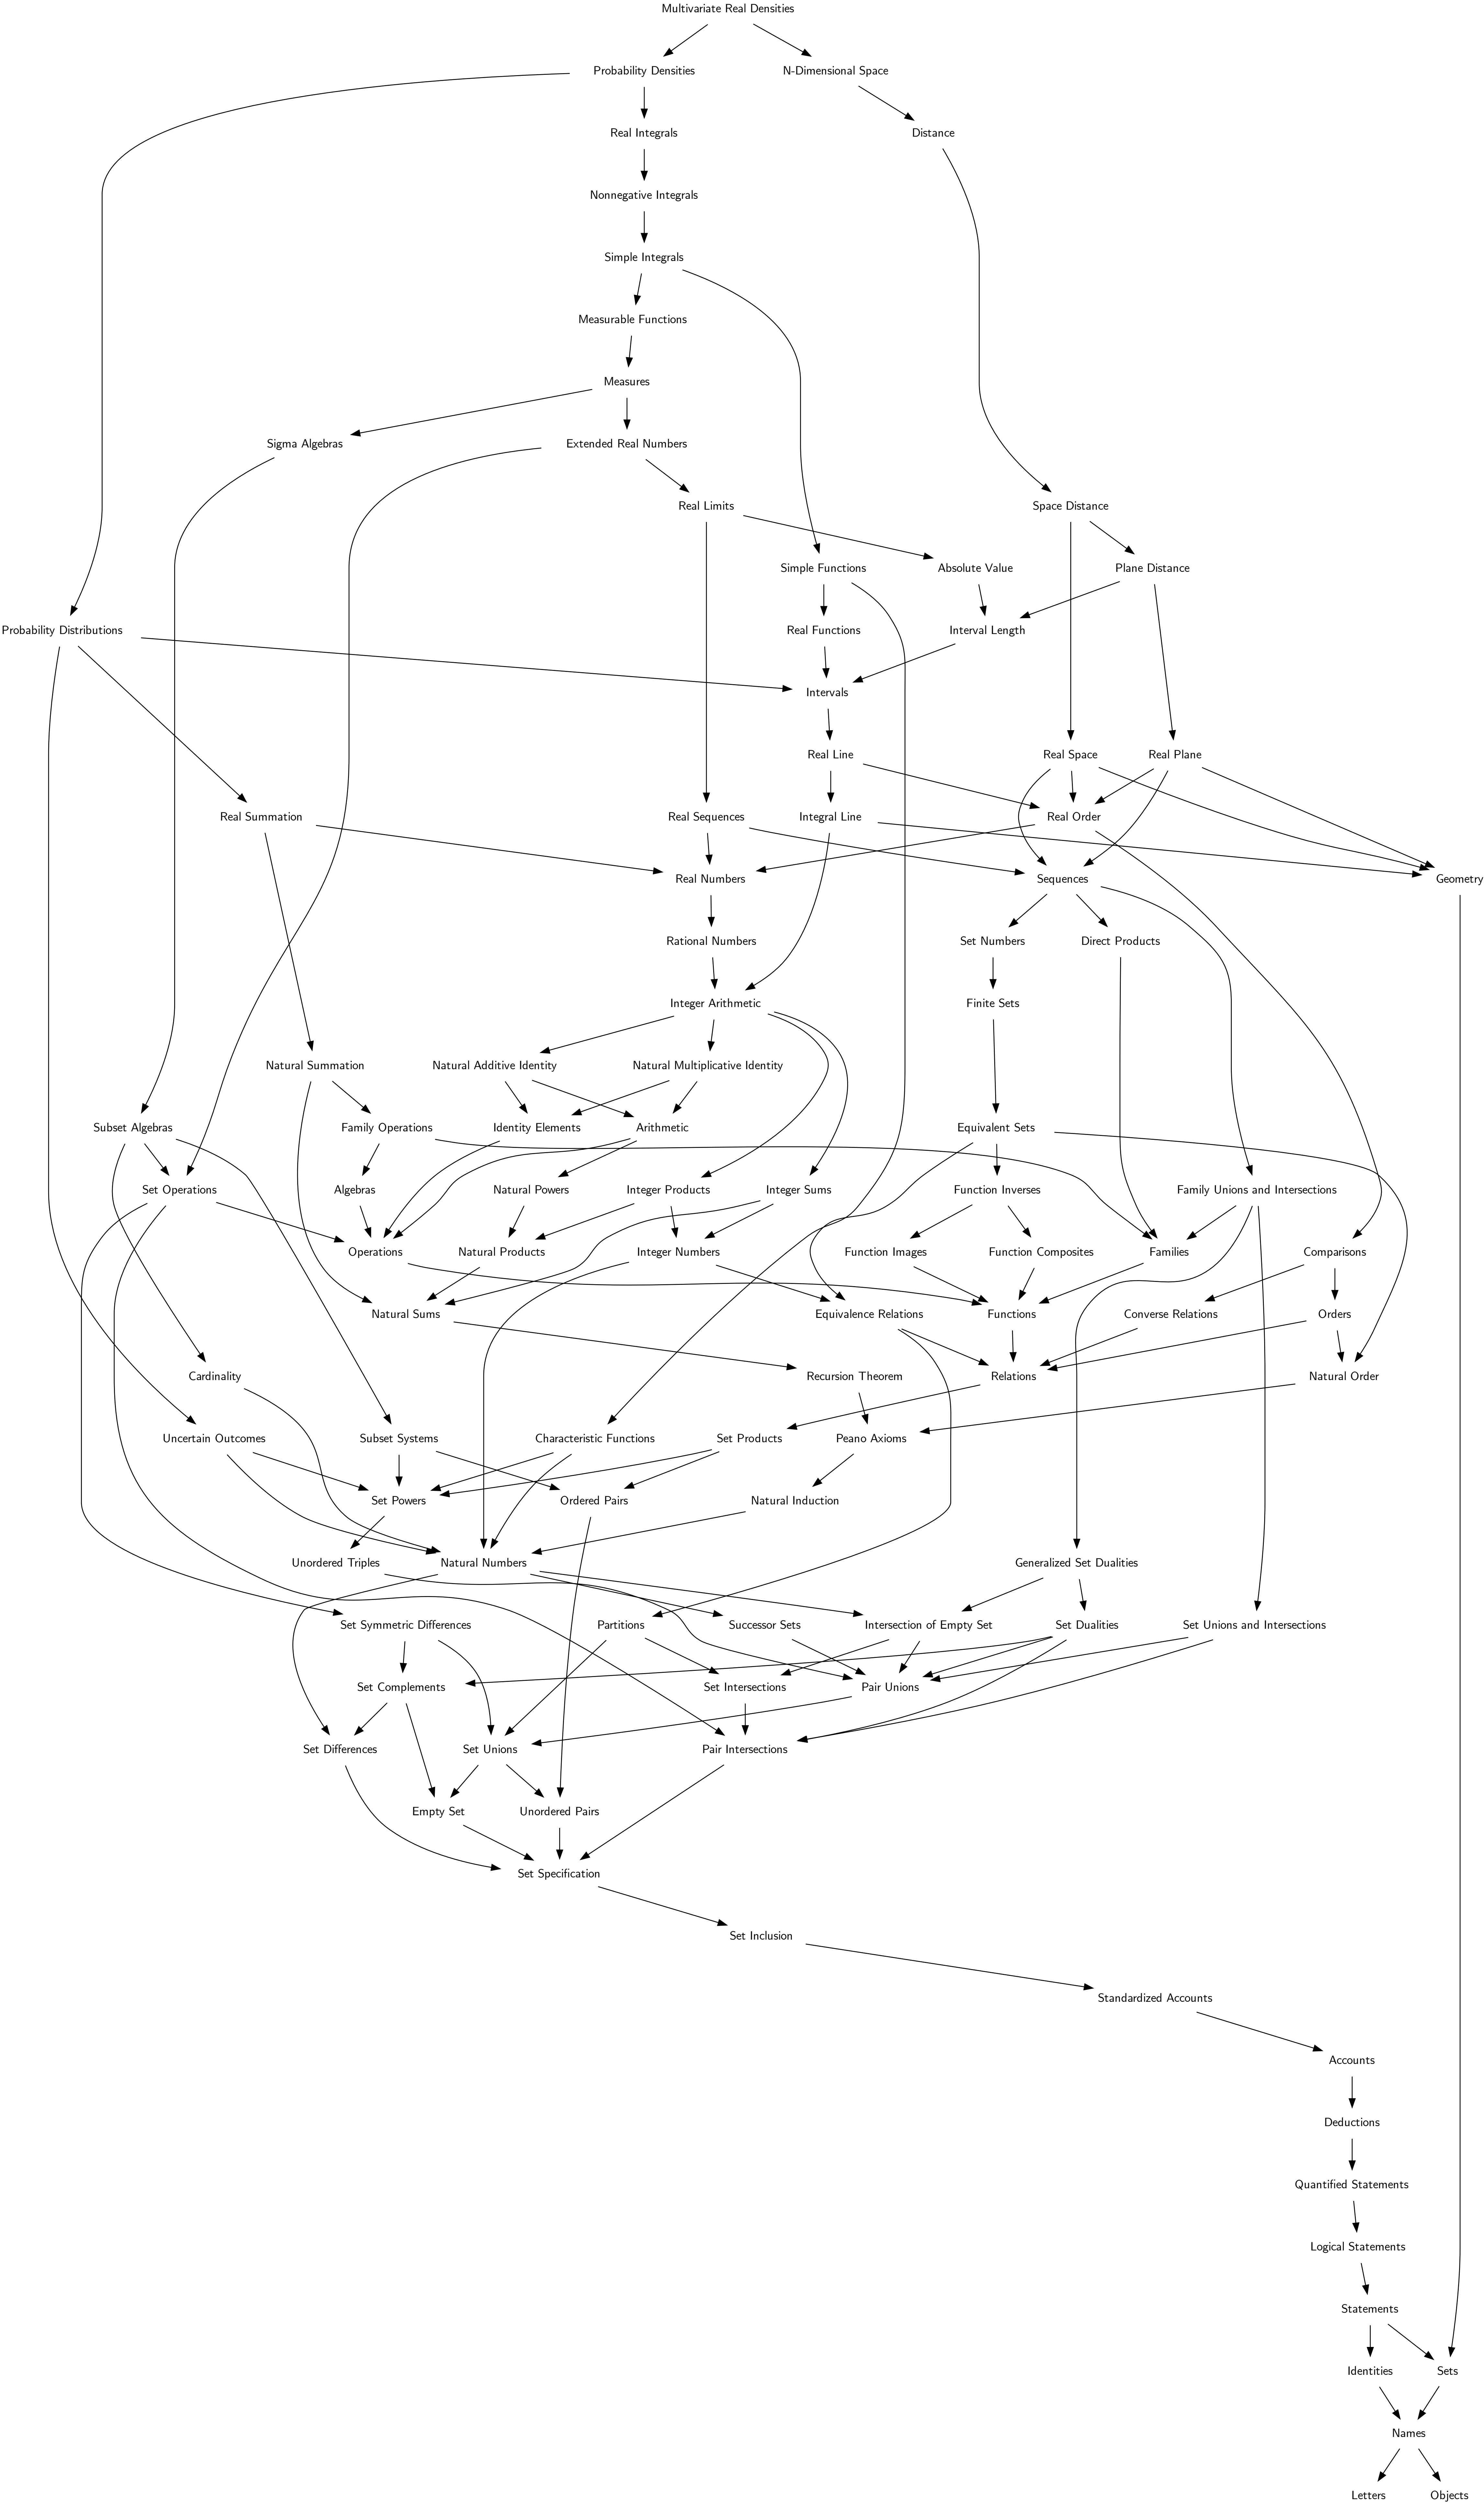 Multivariate Real Densities
Probability Densities
N-Dimensional Space
Real Integrals
Distance
Nonnegative Integrals
Simple Integrals
Measurable Functions
Measures
Sigma Algebras
Extended Real Numbers
Real Limits
Space Distance
Simple Functions
Absolute Value
Plane Distance
Probability Distributions
Real Functions
Interval Length
Intervals
Real Line
Real Space
Real Plane
Real Summation
Real Sequences
Integral Line
Real Order
Real Numbers
Sequences
Geometry
Rational Numbers
Set Numbers
Direct Products
Integer Arithmetic
Finite Sets
Natural Summation
Natural Additive Identity
Natural Multiplicative Identity
Subset Algebras
Family Operations
Identity Elements
Arithmetic
Equivalent Sets
Set Operations
Algebras
Natural Powers
Integer Products
Integer Sums
Function Inverses
Family Unions and Intersections
Operations
Natural Products
Integer Numbers
Function Images
Function Composites
Families
Comparisons
Natural Sums
Equivalence Relations
Functions
Converse Relations
Orders
Cardinality
Recursion Theorem
Relations
Natural Order
Uncertain Outcomes
Subset Systems
Characteristic Functions
Set Products
Peano Axioms
Set Powers
Ordered Pairs
Natural Induction
Unordered Triples
Natural Numbers
Generalized Set Dualities
Set Symmetric Differences
Partitions
Successor Sets
Intersection of Empty Set
Set Dualities
Set Unions and Intersections
Set Complements
Set Intersections
Pair Unions
Set Differences
Set Unions
Pair Intersections
Empty Set
Unordered Pairs
Set Specification
Set Inclusion
Standardized Accounts
Accounts
Deductions
Quantified Statements
Logical Statements
Statements
Identities
Sets
Names
Letters
Objects